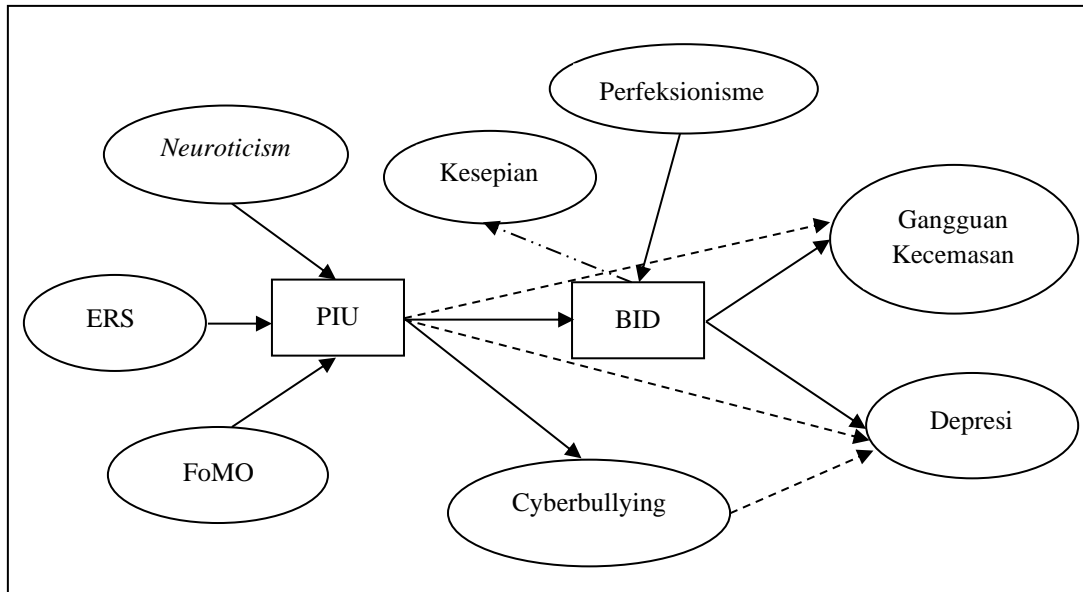 Perfeksionisme
Neuroticism
Kesepian
Gangguan
Kecemasan
ERS
PIU
BID
Depresi
FoMO
Cyberbullying